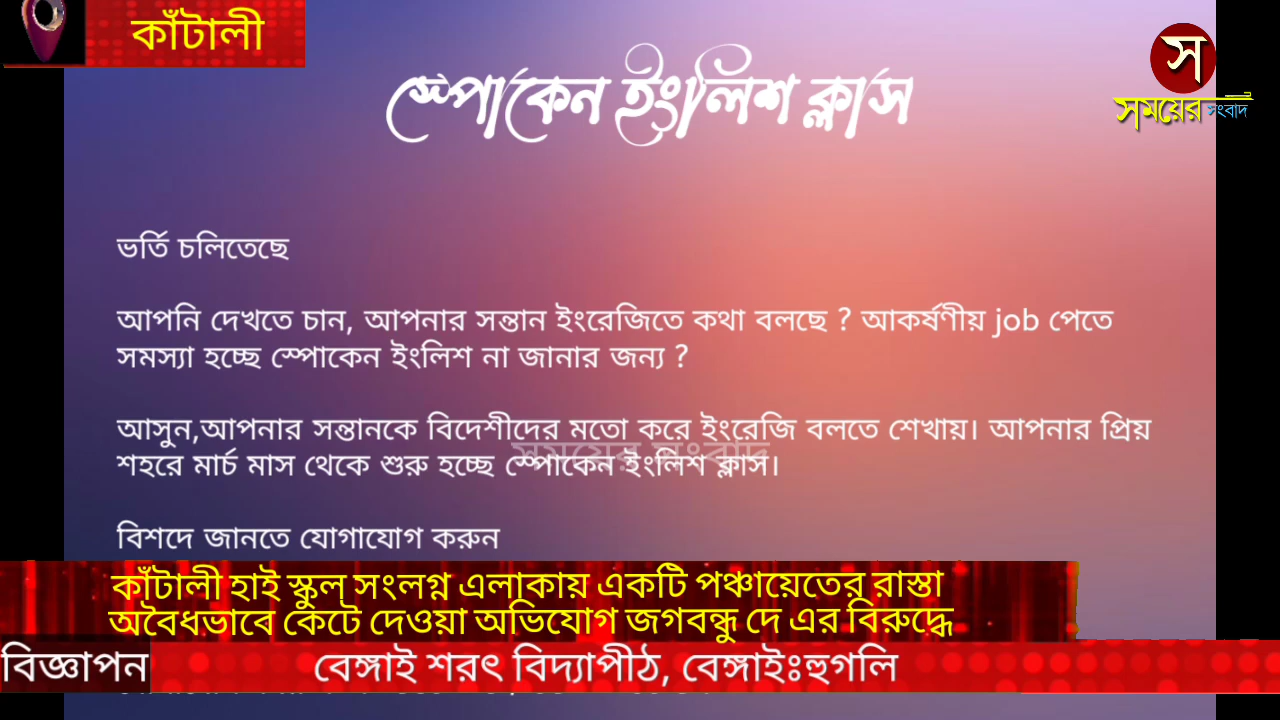 কাঁটালী
স
সময়ের সংবাদ
স্পোকেন ইংলিশ ক্লাস
ভর্তি চলিতেছে
আপনি দেখতে চান, আপনার সন্তান ইংরেজিতে কথা বলছে ? আকর্ষণীয় job পেতে
সমস্যা হচ্ছে স্পোকেন ইংলিশ না জানার জন্য ?
আসুন,আপনার সন্তানকে বিদেশীদের মতো করে ইংরেজি বলতে শেখায়। আপনার প্রিয়
সময়ের সংবাদ
শহরে মার্চ মাস থেকে শুরু হচ্ছে স্পোকেন ইংলিশ ক্লাস।
বিশদে জানতে যোগাযোগ করুন
কাঁটালী হাই স্কুল সংলগ্ন এলাকায় একটি পঞ্চায়েতের রাস্তা
অবৈধভাবে কেটে দেওয়া অভিযোগ জগবন্ধু দে এর বিরুদ্ধে
বিজ্ঞাপন
বেঙ্গাই শরৎ বিদ্যাপীঠ, বেঙ্গাইঃহুগলি